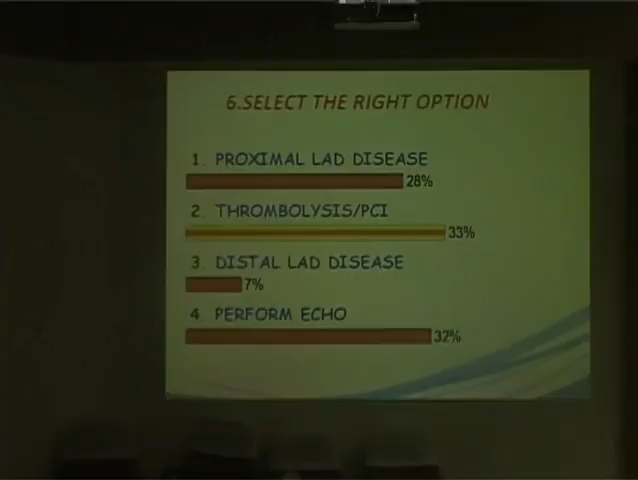 6.SELECT THE RIGHT OPTION
1. PROXIMAL LAD DISEASE
28%
2. THROMBOLYSIS/PCI
33%
3. DISTAL LAD DISEASE
7%
4. PERFORM ECHO
32%